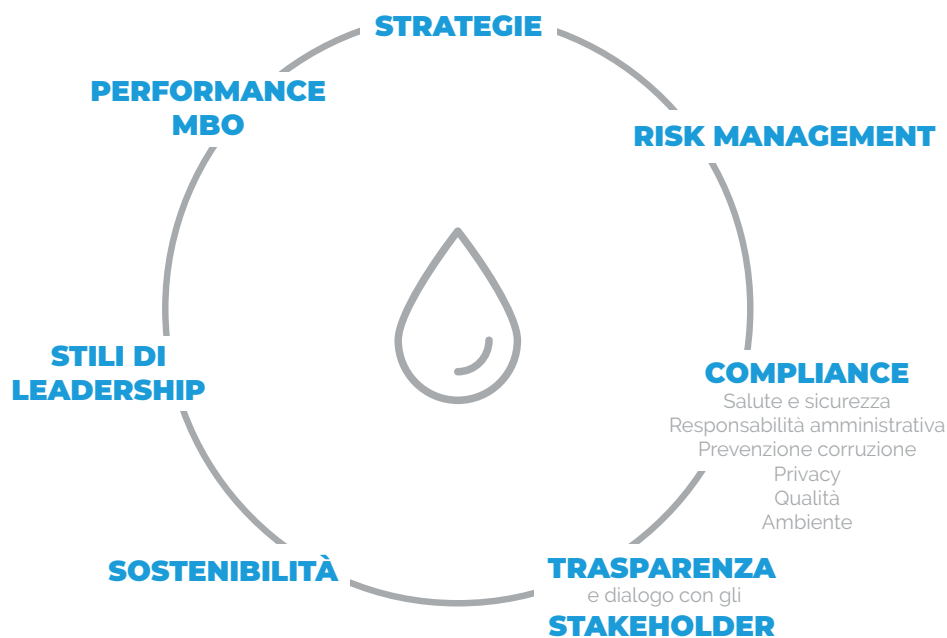 STRATEGIE
PERFORMANCE
MBO
RISK MANAGEMENT
STILI DI
LEADERSHIP
COMPLIANCE
Salute e sicurezza
Responsabilità amministrativa
Prevenzione corruzione
Privacy
Qualità
Ambiente
SOSTENIBILITÀ
TRASPARENZA
e dialogo con gli
STAKEHOLDER